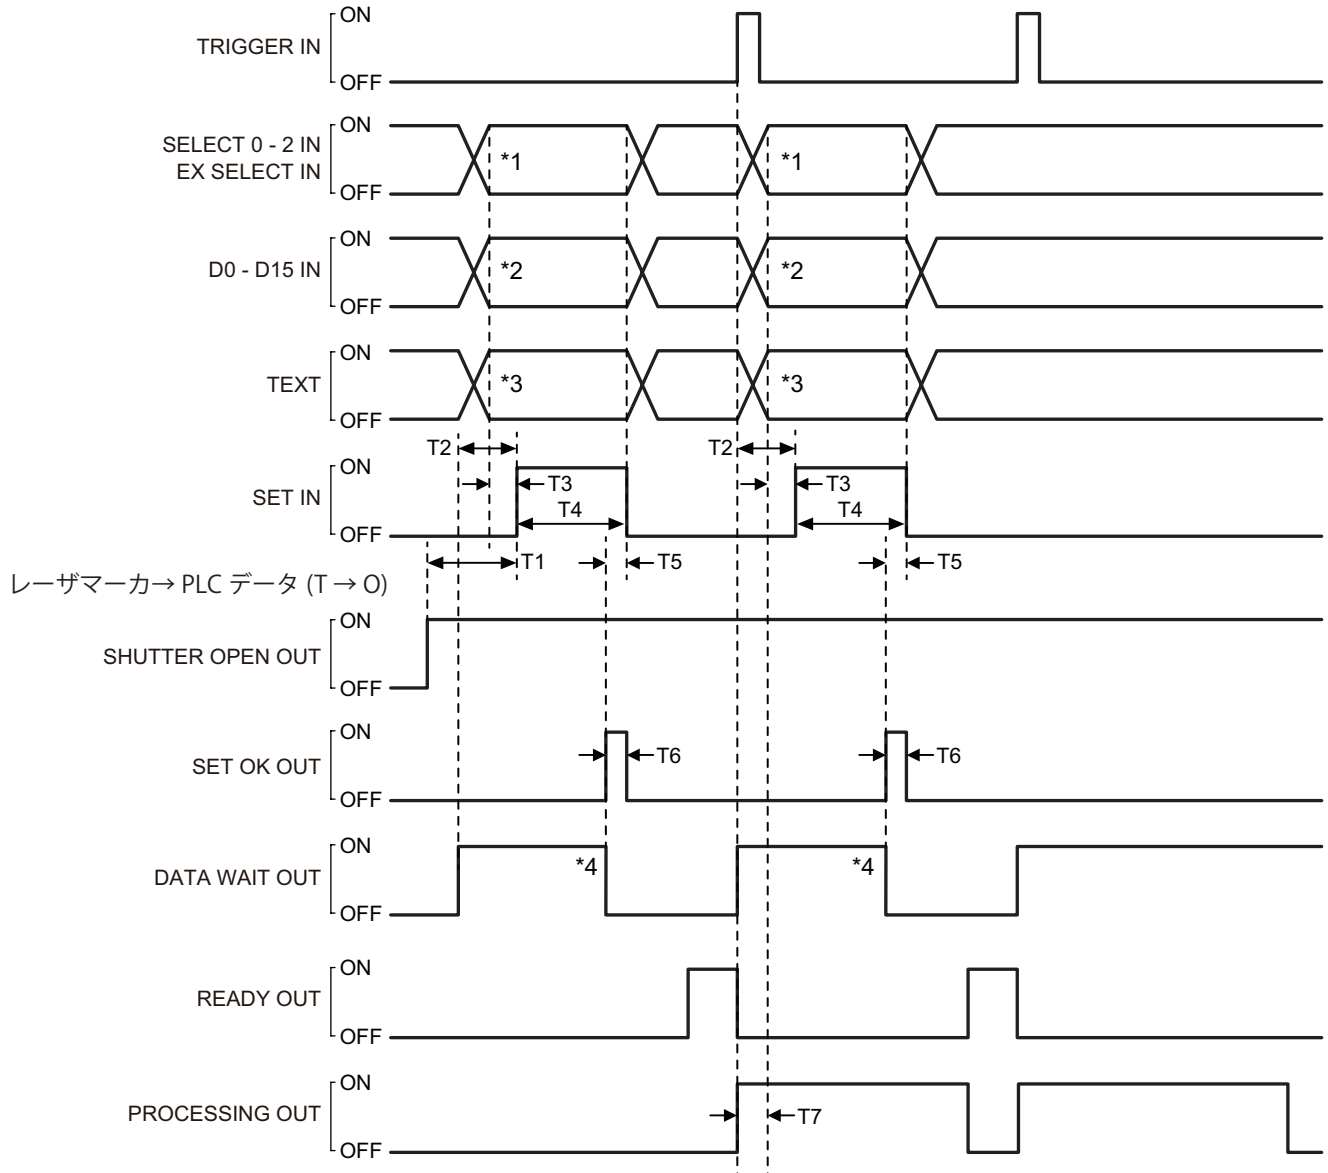 ON
TRIGGER IN
OFF
ON
SELECT 0 - 2 IN
EX SELECT IN
*1
*1
OFF
ON
D0 - D15 IN
*2
*2
OFF
ON
TEXT
*3
*3
OFF
T2
T2
ON
SET IN
T3
T3
T4
T4
OFF
T1
T5
T5
レーザマーカ→ PLC データ (T → O)
ON
SHUTTER OPEN OUT
OFF
ON
SET OK OUT
T6
T6
OFF
ON
DATA WAIT OUT
*4
*4
OFF
ON
READY OUT
OFF
ON
PROCESSING OUT
T7
OFF